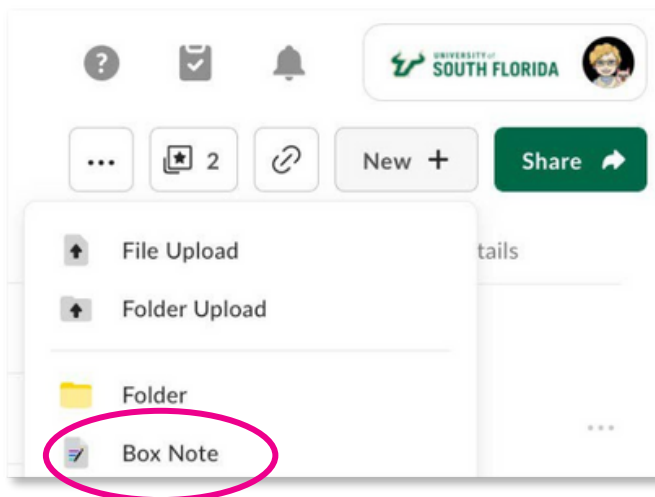 ?
UNIVERSITY of
SOUTH FLORIDA
... 2 New + Share
File Upload
tails
Folder Upload
Folder
Box Note
...